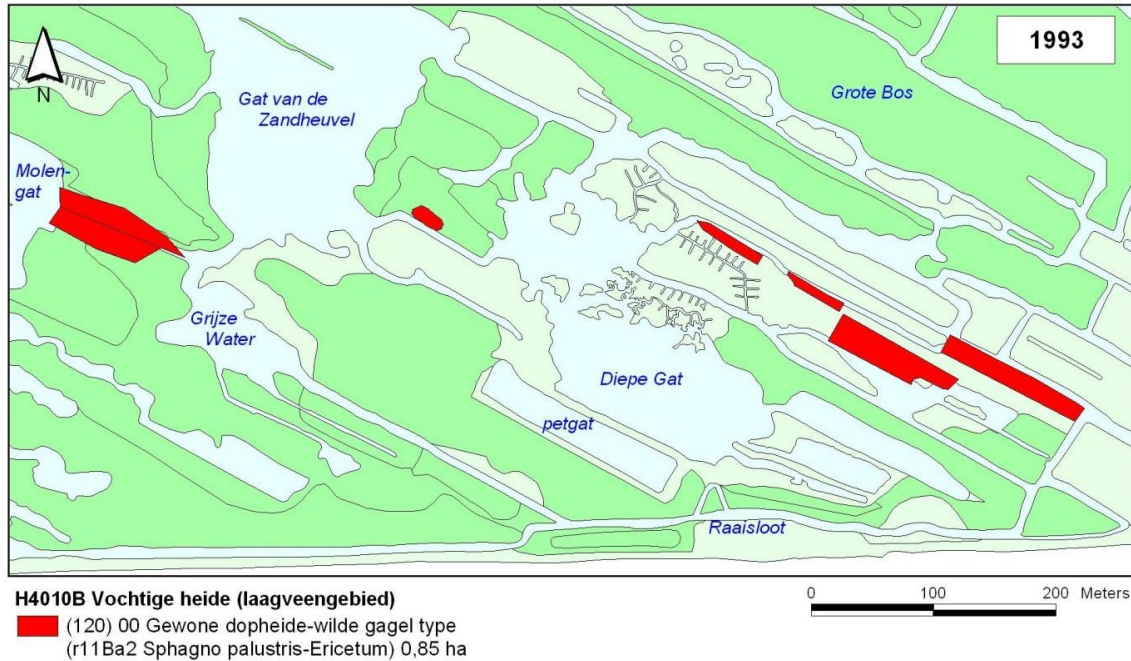 1993
N
Gat van de
Zandheuvel
Grote Bos
Molen-
gat
Grijze
Water
Diepe Gat
petgat
Raaisloot
H4010B Vochtige heide (laagveengebied)
(120) 00 Gewone dopheide-wilde gagel type
(r11Ba2 Sphagno palustris-Ericetum) 0,85 ha
0 100 200 Meters